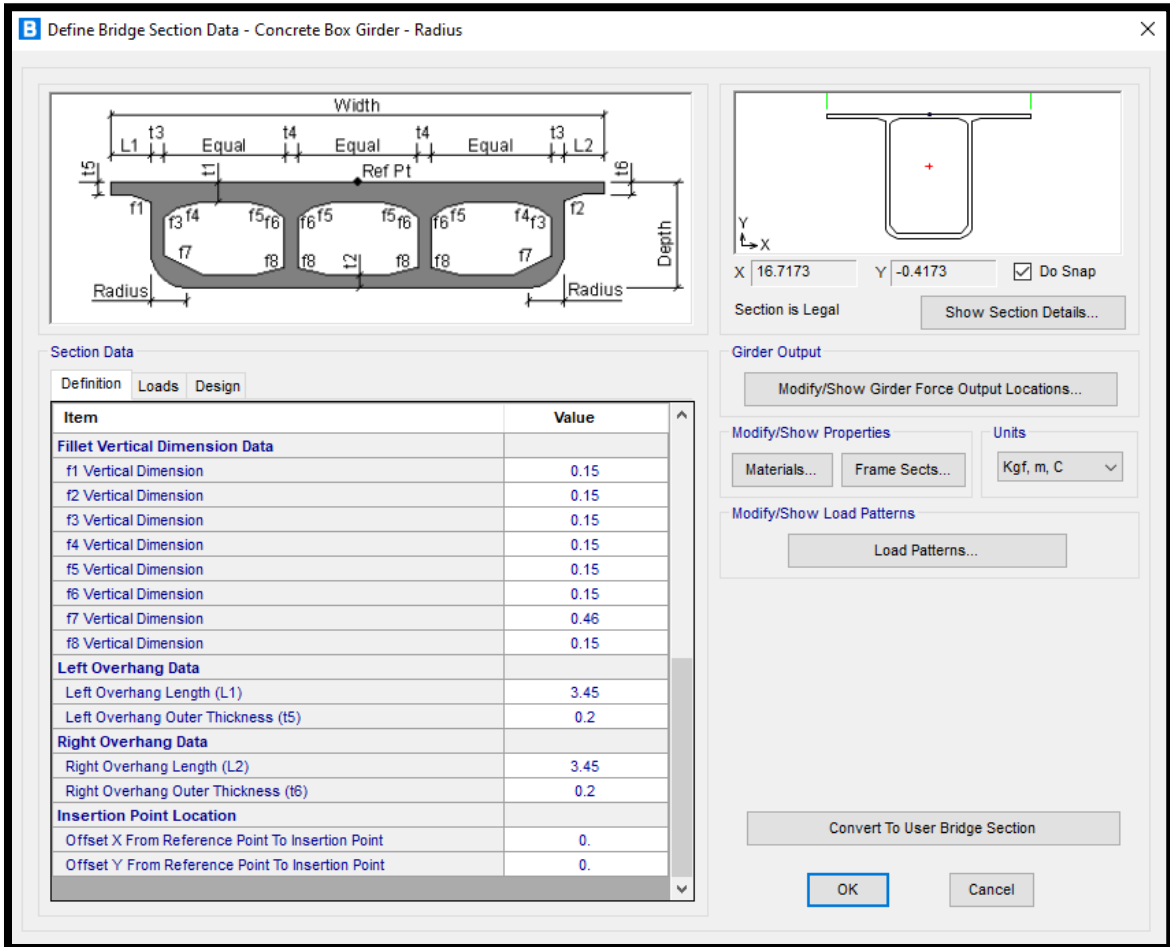 B Define Bridge Section Data - Concrete Box Girder - Radius
Width
L1 t3 Equal t4 Equal t4 Equal t3 L2
t5 t1 Ref Pt t6
f1 f3 f4 f5 f6 f6 f5 f5 f6 f6 f5 f4 f3 f2
f7 f8 f8 t2 f8 f8 f7
Depth
Radius Radius
Y
X
X 16.7173 Y -0.4173 Do Snap
Section is Legal Show Section Details...
Section Data
Definition Loads Design
Item Value
Fillet Vertical Dimension Data
f1 Vertical Dimension 0.15
f2 Vertical Dimension 0.15
f3 Vertical Dimension 0.15
f4 Vertical Dimension 0.15
f5 Vertical Dimension 0.15
f6 Vertical Dimension 0.15
f7 Vertical Dimension 0.46
f8 Vertical Dimension 0.15
Left Overhang Data
Left Overhang Length (L1) 3.45
Left Overhang Outer Thickness (t5) 0.2
Right Overhang Data
Right Overhang Length (L2) 3.45
Right Overhang Outer Thickness (t6) 0.2
Insertion Point Location
Offset X From Reference Point To Insertion Point 0.
Offset Y From Reference Point To Insertion Point 0.
Girder Output
Modify/Show Girder Force Output Locations...
Modify/Show Properties
Materials... Frame Sects...
Units
Kgf, m, C
Modify/Show Load Patterns
Load Patterns...
Convert To User Bridge Section
OK Cancel